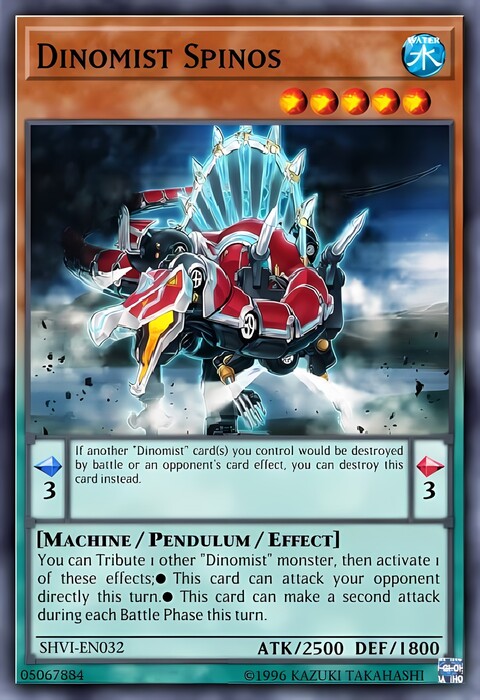 DINOMIST SPINOS
WATER
水
If another "Dinomist" card(s) you control would be destroyed
by battle or an opponent's card effect, you can destroy this
card instead.
3
3
[MACHINE / PENDULUM / EFFECT]
You can Tribute 1 other "Dinomist" monster, then activate 1
of these effects;● This card can attack your opponent
directly this turn.● This card can make a second attack
during each Battle Phase this turn.
SHVI-EN032
ATK/2500 DEF/1800
05067884
©1996 KAZUKI TAKAHASHI